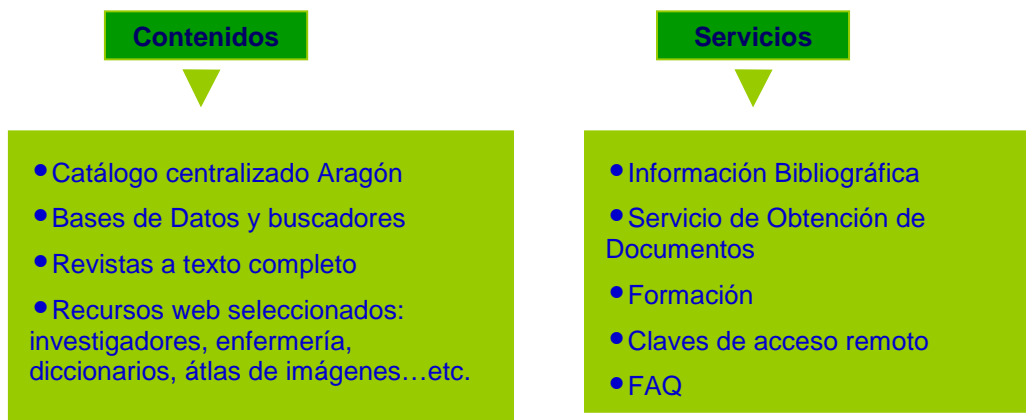 Contenidos
•Catálogo centralizado Aragón
•Bases de Datos y buscadores
•Revistas a texto completo
•Recursos web seleccionados:
investigadores, enfermería,
diccionarios, átlas de imágenes…etc.
Servicios
•Información Bibliográfica
•Servicio de Obtención de
Documentos
•Formación
•Claves de acceso remoto
•FAQ